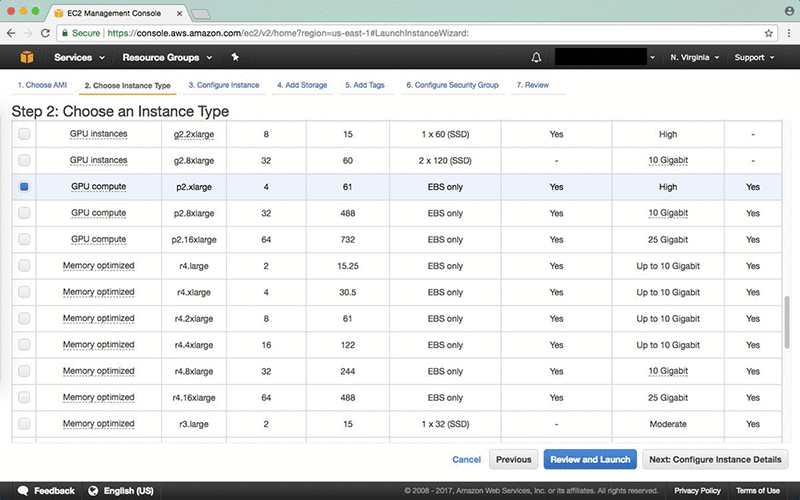 EC2 Management Console
Secure https://console.aws.amazon.com/ec2/v2/home?region=us-east-1#LaunchInstanceWizard:
Services Resource Groups N. Virginia Support
1. Choose AMI 2. Choose Instance Type 3. Configure Instance 4. Add Storage 5. Add Tags 6. Configure Security Group 7. Review
Step 2: Choose an Instance Type
GPU instances g2.2xlarge 8 15 1 x 60 (SSD) Yes High -
GPU instances g2.8xlarge 32 60 2 x 120 (SSD) - 10 Gigabit -
GPU compute p2.xlarge 4 61 EBS only Yes High Yes
GPU compute p2.8xlarge 32 488 EBS only Yes 10 Gigabit Yes
GPU compute p2.16xlarge 64 732 EBS only Yes 25 Gigabit Yes
Memory optimized r4.large 2 15.25 EBS only Yes Up to 10 Gigabit Yes
Memory optimized r4.xlarge 4 30.5 EBS only Yes Up to 10 Gigabit Yes
Memory optimized r4.2xlarge 8 61 EBS only Yes Up to 10 Gigabit Yes
Memory optimized r4.4xlarge 16 122 EBS only Yes Up to 10 Gigabit Yes
Memory optimized r4.8xlarge 32 244 EBS only Yes 10 Gigabit Yes
Memory optimized r4.16xlarge 64 488 EBS only Yes 25 Gigabit Yes
Memory optimized r3.large 2 15 1 x 32 (SSD) - Moderate Yes
Cancel Previous Review and Launch Next: Configure Instance Details
Feedback English (US) © 2008 - 2017, Amazon Web Services, Inc. or its affiliates. All rights reserved. Privacy Policy Terms of Use